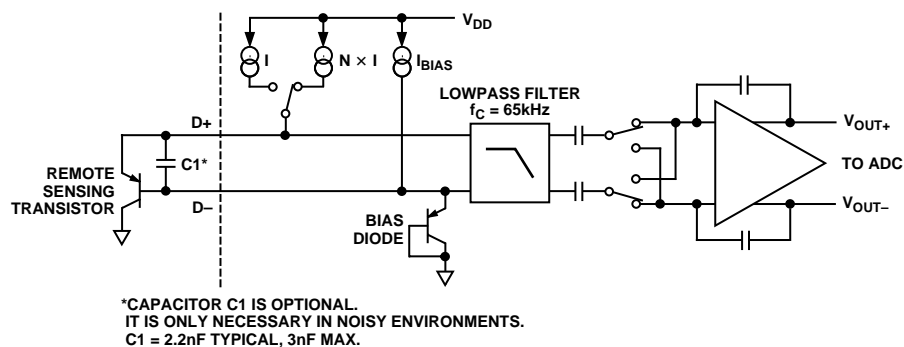 V_DD
I
N × I
I_BIAS
LOWPASS FILTER
f_C = 65kHz
D+
C1*
REMOTE
SENSING
TRANSISTOR
D–
BIAS
DIODE
V_OUT+
TO ADC
V_OUT–
*CAPACITOR C1 IS OPTIONAL.
IT IS ONLY NECESSARY IN NOISY ENVIRONMENTS.
C1 = 2.2nF TYPICAL, 3nF MAX.